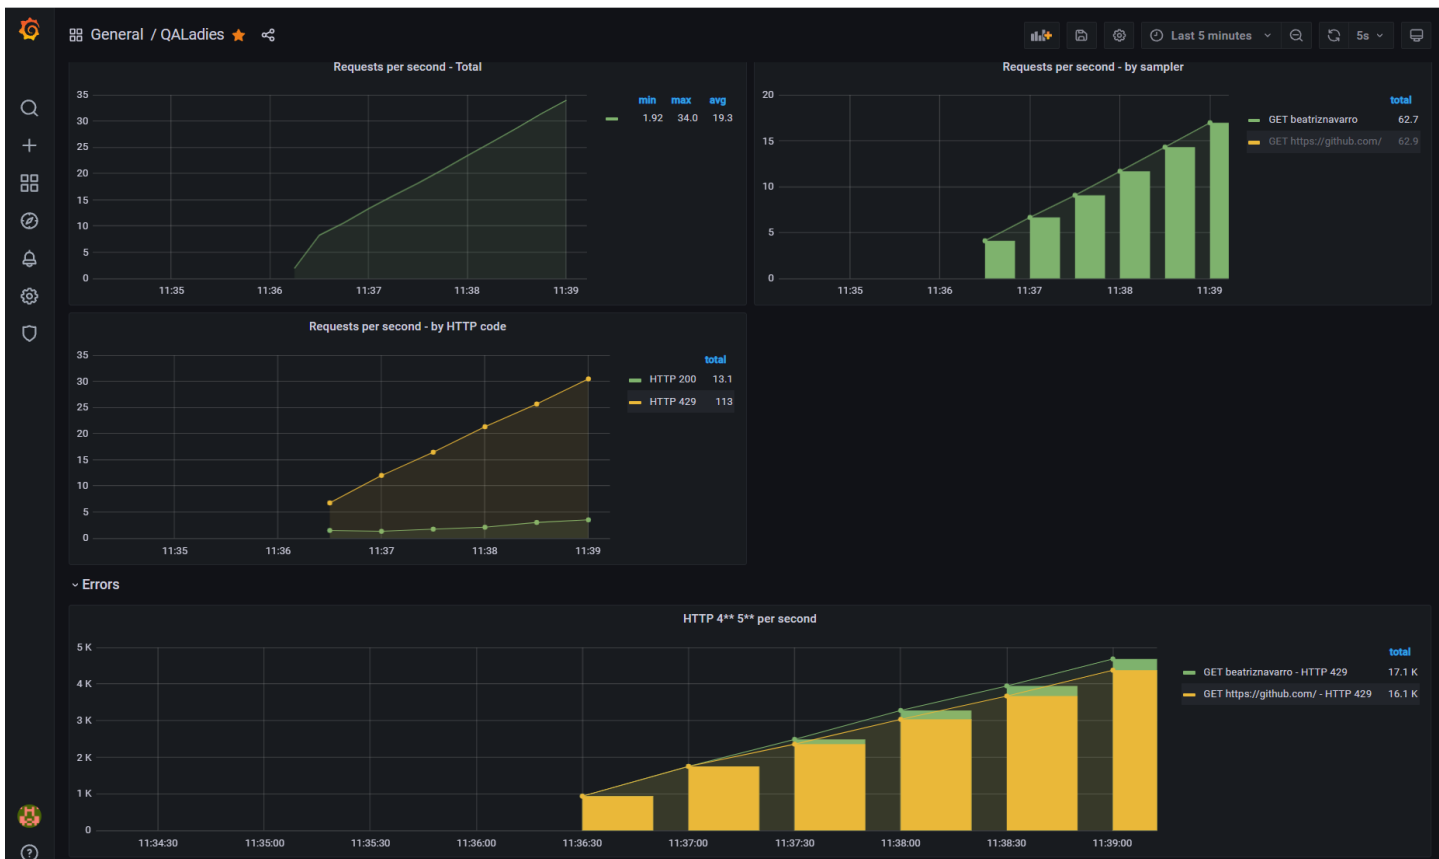 General / QALadies
Last 5 minutes
5s
Requests per second - Total
35
30
25
20
15
10
5
0
11:35 11:36 11:37 11:38 11:39
min max avg
1.92 34.0 19.3
Requests per second - by sampler
20
15
10
5
0
11:35 11:36 11:37 11:38 11:39
total
GET beatriznavarro 62.7
GET https://github.com/ 62.9
Requests per second - by HTTP code
35
30
25
20
15
10
5
0
11:35 11:36 11:37 11:38 11:39
total
HTTP 200 13.1
HTTP 429 113
Errors
HTTP 4** 5** per second
5 K
4 K
3 K
2 K
1 K
0
11:34:30 11:35:00 11:35:30 11:36:00 11:36:30 11:37:00 11:37:30 11:38:00 11:38:30 11:39:00
total
GET beatriznavarro - HTTP 429 17.1 K
GET https://github.com/ - HTTP 429 16.1 K